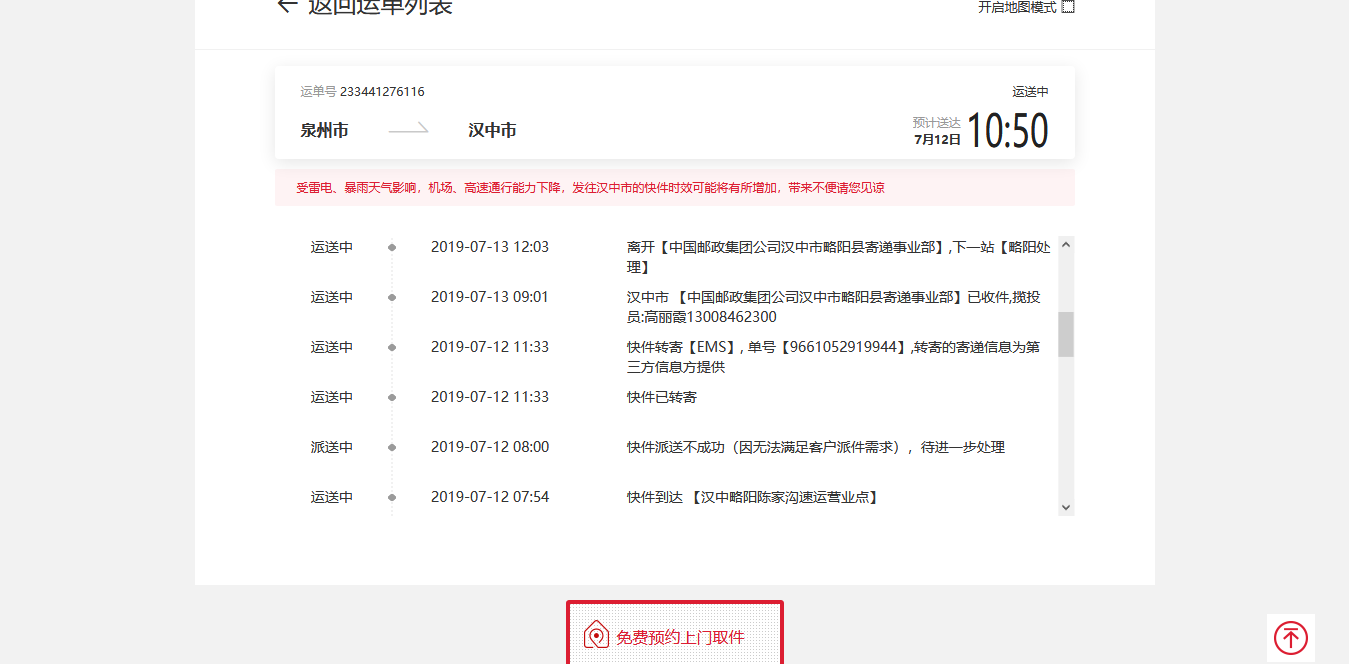 返回运单列表
开启地图模式
运单号 233441276116
运送中
泉州市
汉中市
预计送达
7月12日
10:50
受雷电、暴雨天气影响，机场、高速通行能力下降，发往汉中市的快件时效可能将有所增加，带来不便请您见谅
运送中
2019-07-13 12:03
离开【中国邮政集团公司汉中市略阳县寄递事业部】,下一站【略阳处
理】
运送中
2019-07-13 09:01
汉中市 【中国邮政集团公司汉中市略阳县寄递事业部】已收件,揽投
员:高丽霞13008462300
运送中
2019-07-12 11:33
快件转寄【EMS】, 单号【9661052919944】,转寄的寄递信息为第
三方信息方提供
运送中
2019-07-12 11:33
快件已转寄
派送中
2019-07-12 08:00
快件派送不成功（因无法满足客户派件需求），待进一步处理
运送中
2019-07-12 07:54
快件到达 【汉中略阳陈家沟速运营业点】
免费预约上门取件